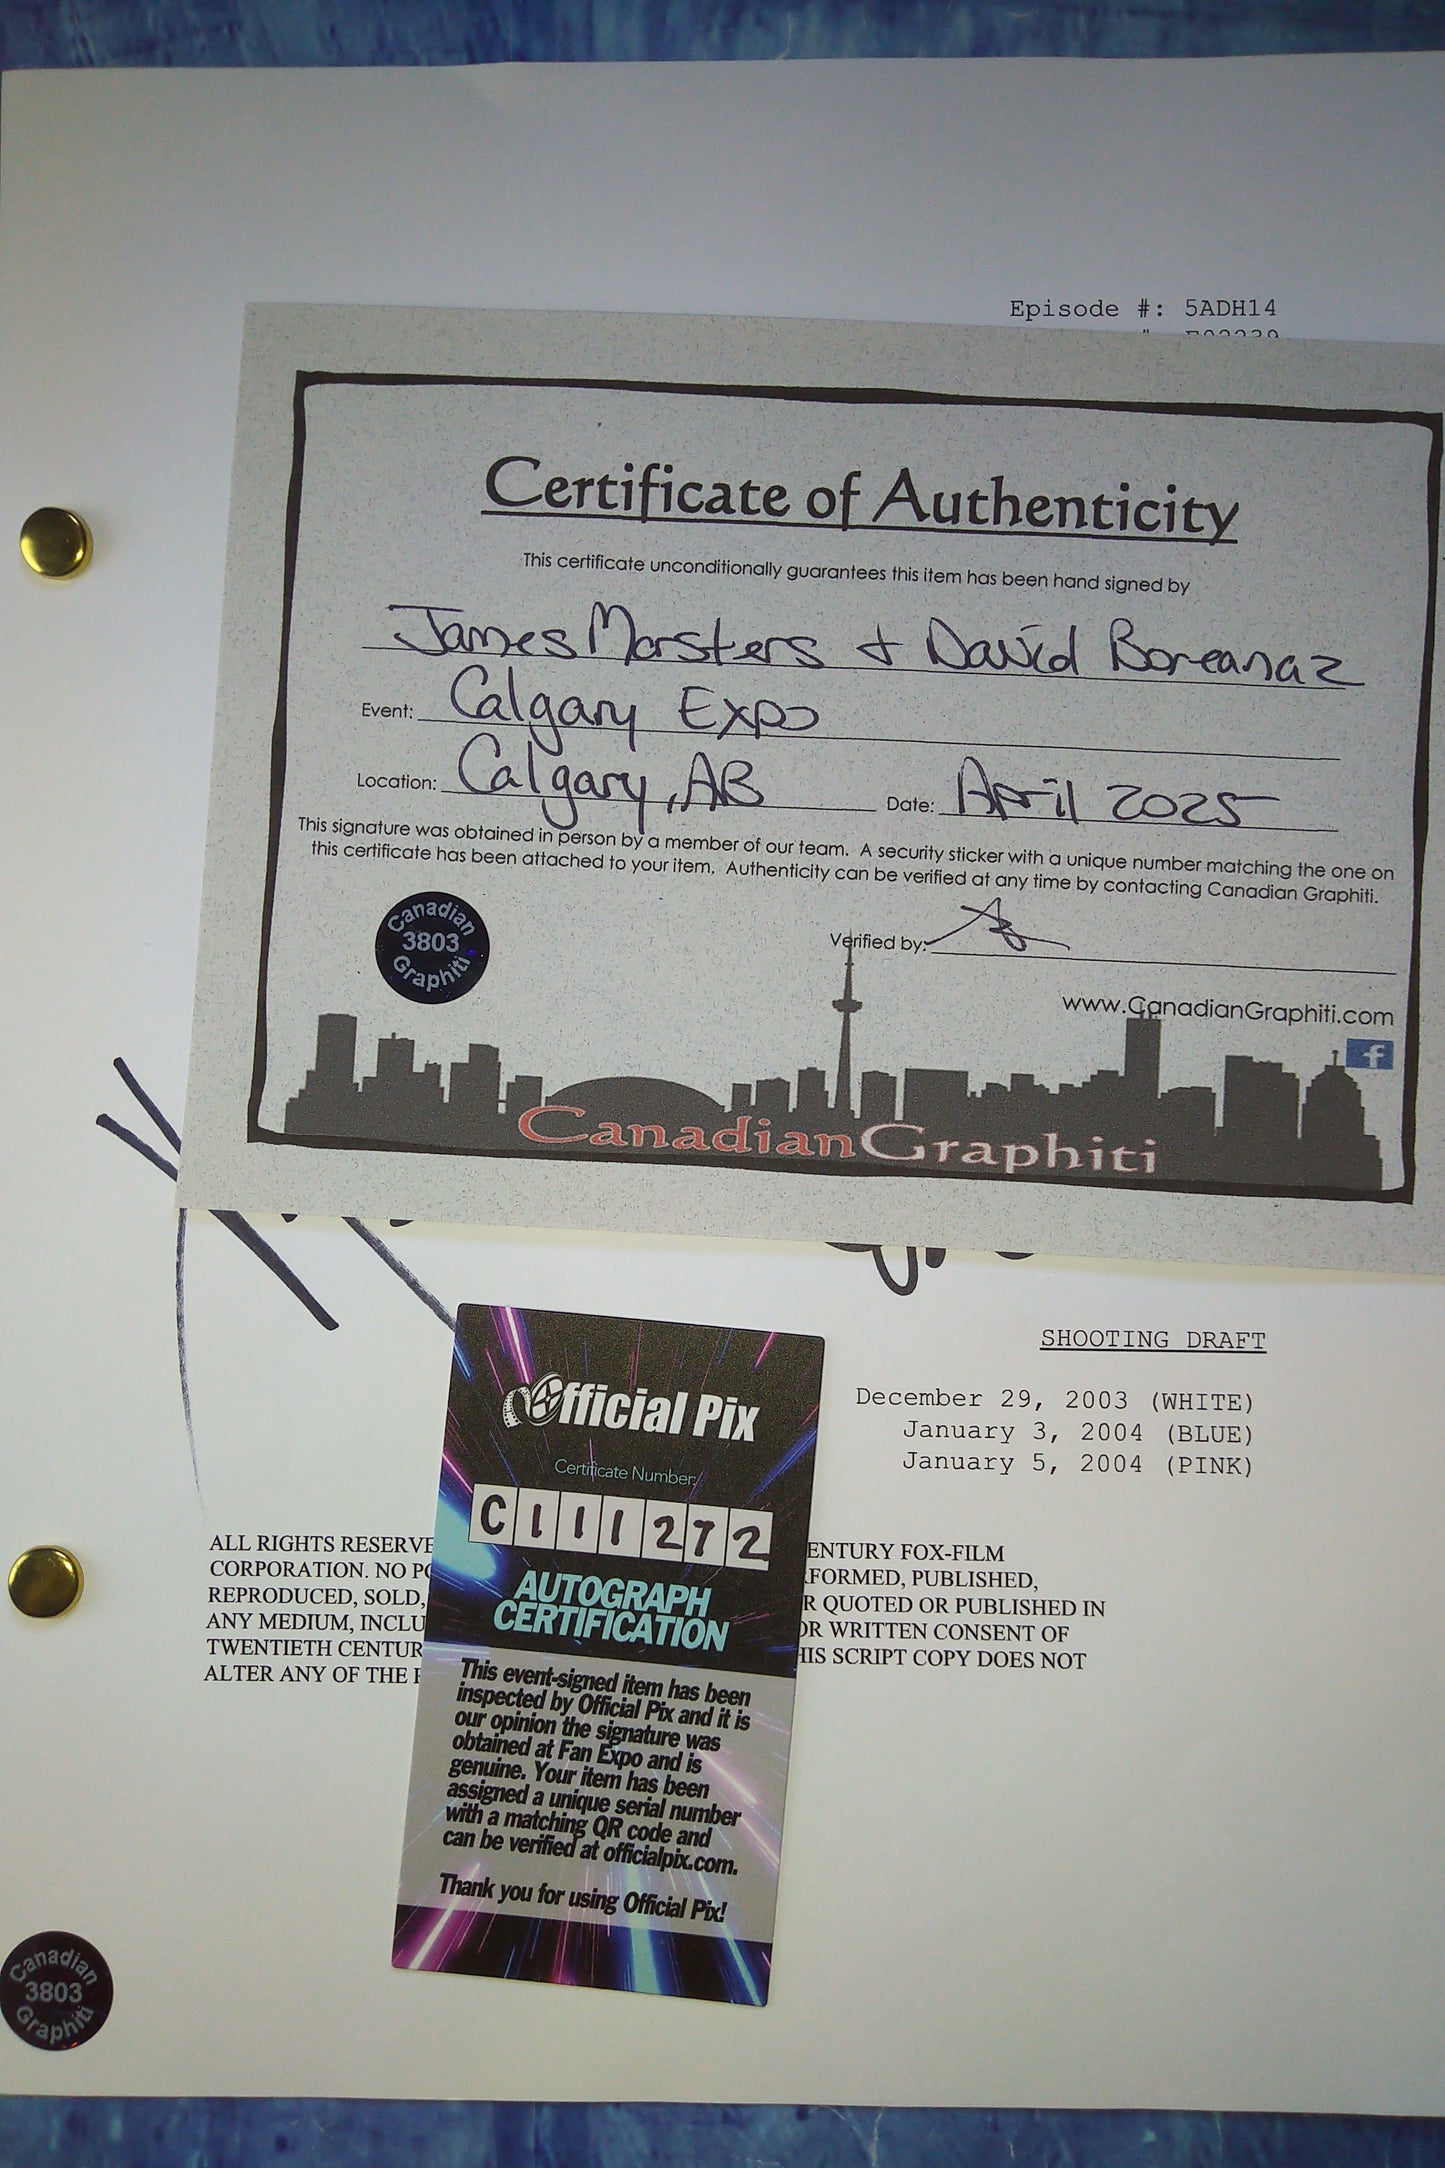 Episode #: 5ADH14
Certificate of Authenticity
This certificate unconditionally guarantees this item has been hand signed by
James Marsters + David Boreanaz
Event: Calgary Expo
Location: Calgary, AB Date: April 2025
This signature was obtained in person by a member of our team. A security sticker with a unique number matching the one on
this certificate has been attached to your item. Authenticity can be verified at any time by contacting Canadian Graphiti.
Canadian
3803
Graphiti
Verified by:
www.CanadianGraphiti.com
f
CanadianGraphiti
SHOOTING DRAFT
December 29, 2003 (WHITE)
January 3, 2004 (BLUE)
January 5, 2004 (PINK)
Official Pix
Certificate Number:
C111272
AUTOGRAPH
CERTIFICATION
This event-signed item has been
inspected by Official Pix and it is
our opinion the signature was
obtained at Fan Expo and is
genuine. Your item has been
assigned a unique serial number
with a matching QR code and
can be verified at officialpix.com.
Thank you for using Official Pix!
ALL RIGHTS RESERVE ENTURY FOX-FILM
CORPORATION. NO FORMED, PUBLISHED,
REPRODUCED, SOLD, R QUOTED OR PUBLISHED IN
ANY MEDIUM, INCLU OR WRITTEN CONSENT OF
TWENTIETH CENTUR HIS SCRIPT COPY DOES NOT
ALTER ANY OF THE
Canadian
3803
Graphiti